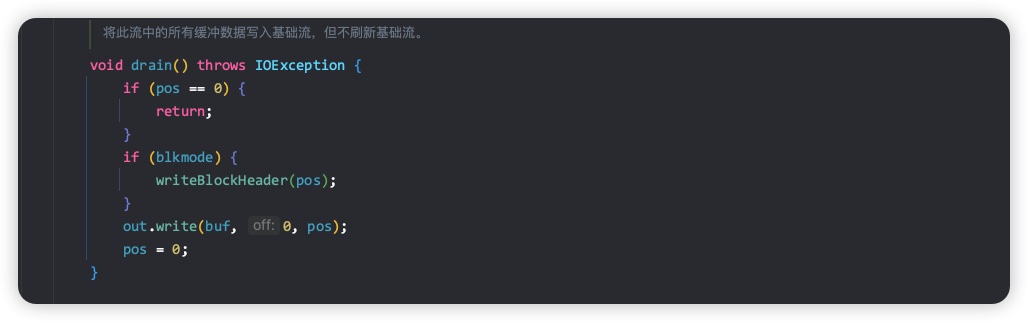 将此流中的所有缓冲数据写入基础流，但不刷新基础流。
void drain() throws IOException {
if (pos == 0) {
return;
}
if (blkmode) {
writeBlockHeader(pos);
}
out.write(buf, off: 0, pos);
pos = 0;
}